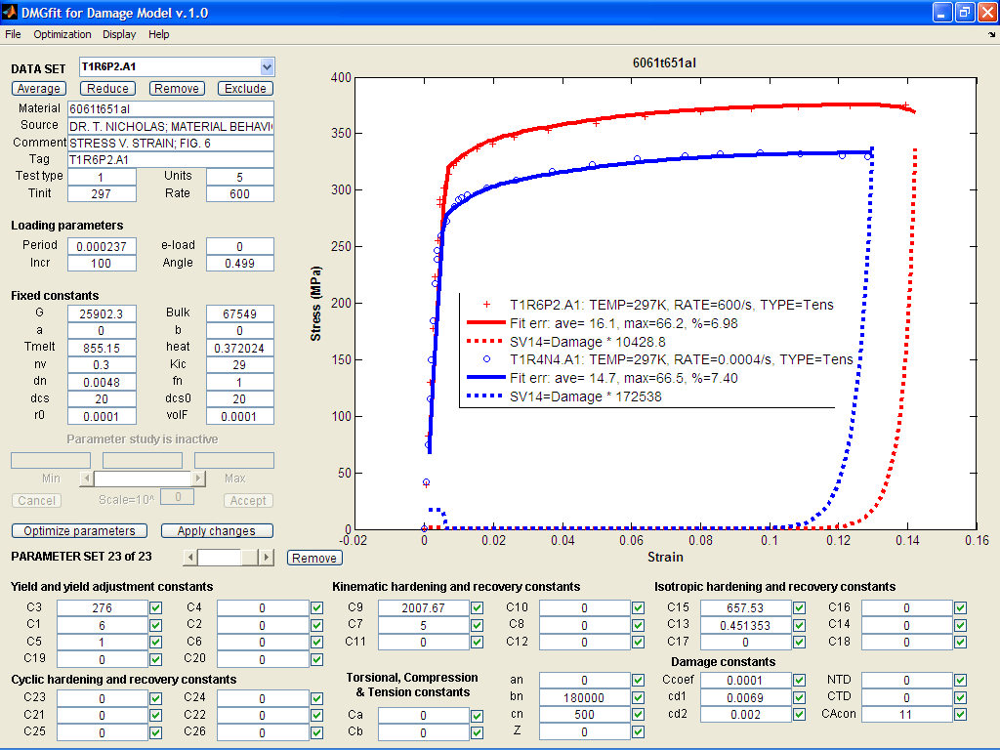 DMGfit for Damage Model v.1.0
File Optimization Display Help
DATA SET T1R6P2.A1
Average Reduce Remove Exclude
Material 6061t651al
Source DR. T. NICHOLAS; MATERIAL BEHAVI
Comment STRESS V. STRAIN; FIG. 6
Tag T1R6P2.A1
Test type 1 Units 5
Tinit 297 Rate 600
Loading parameters
Period 0.000237 e-load 0
Incr 100 Angle 0.499
Fixed constants
G 25902.3 Bulk 67549
a 0 b 0
Tmelt 855.15 heat 0.372024
nv 0.3 Kic 29
dn 0.0048 fn 1
dcs 20 dcs0 20
r0 0.0001 volF 0.0001
Parameter study is inactive
Min Max
Cancel Scale=10^ 0 Accept
Optimize parameters Apply changes
PARAMETER SET 23 of 23 Remove
6061t651al
400
350
300
250
200
150
100
50
0
Stress (MPa)
T1R6P2.A1: TEMP=297K, RATE=600/s, TYPE=Tens
Fit err: ave= 16.1, max=66.2, %=6.98
SV14=Damage * 10428.8
T1R4N4.A1: TEMP=297K, RATE=0.0004/s, TYPE=Tens
Fit err: ave= 14.7, max=66.5, %=7.40
SV14=Damage * 172538
-0.02 0 0.02 0.04 0.06 0.08 0.1 0.12 0.14 0.16
Strain
Yield and yield adjustment constants
C3 276 C4 0
C1 6 C2 0
C5 1 C6 0
C19 0 C20 0
Cyclic hardening and recovery constants
C23 0 C24 0
C21 0 C22 0
C25 0 C26 0
Kinematic hardening and recovery constants
C9 2007.67 C10 0
C7 5 C8 0
C11 0 C12 0
Torsional, Compression
& Tension constants
Ca 0
Cb 0
an 0
bn 180000
cn 500
Z 0
Isotropic hardening and recovery constants
C15 657.53 C16 0
C13 0.451353 C14 0
C17 0 C18 0
Damage constants
Ccoef 0.0001 NTD 0
cd1 0.0069 CTD 0
cd2 0.002 CAcon 11